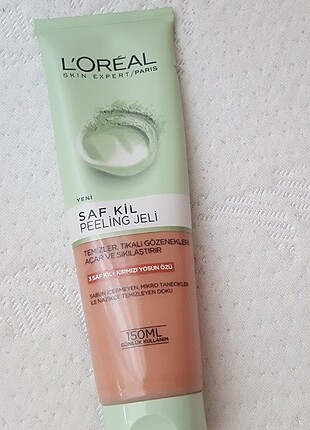 L'ORÉAL
SKIN EXPERT/PARIS
YENİ
SAF KİL
PEELING JELİ
TEMİZLER, TIKALI GÖZENEKLERİ
AÇAR VE SIKILAŞTIRIR
3 SAF KİL + KIRMIZI YOSUN ÖZÜ
SABUN İÇERMEYEN, MİKRO TANECİKLERİ
İLE NAZİKÇE TEMİZLEYEN DOKU
150ML
GÜNLÜK KULLANIM